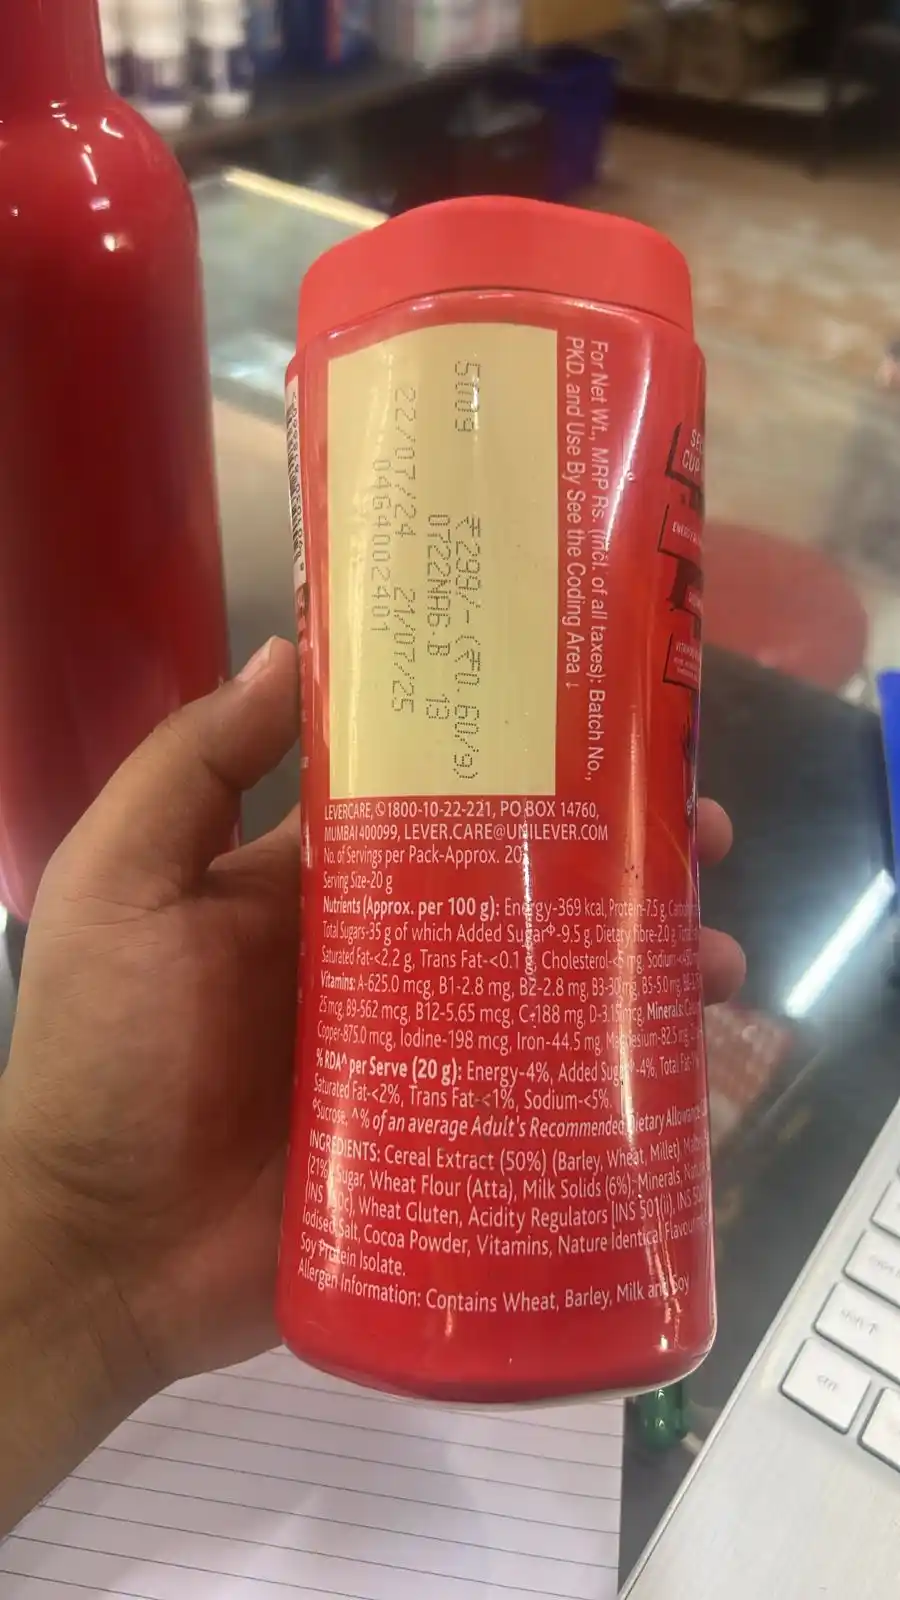 For Net Wt., MRP Rs. (Incl. of all taxes): Batch No.,
PKD. and Use By See the Coding Area ↓
500g ₹299/- (₹0.60/g)
0722NA6.B 13
22/07/24 21/07/25
04G4002401
LEVERCARE, 1800-10-22-221, PO BOX 14760,
MUMBAI 400099, LEVER.CARE@UNILEVER.COM
No. of Servings per Pack-Approx. 20
Serving Size-20 g
Nutrients (Approx. per 100 g): Energy-369 kcal, Protein-7.5 g,
Total Sugars-35 g of which Added Sugar -9.5 g, Dietary fibre-2.0 g,
Saturated Fat-<2.2 g, Trans Fat-<0.1 g, Cholesterol-<5 mg, Sodium-
Vitamins: A-625.0 mcg, B1-2.8 mg, B2-2.8 mg, B3-30 mg, B5-5.0 mg,
25 mcg, B9-562 mcg, B12-5.65 mcg, C-188 mg, D-3.15 mcg, Minerals:
Copper-875.0 mcg, Iodine-198 mcg, Iron-44.5 mg, Magnesium-82.5 mg,
% RDA^ per Serve (20 g): Energy-4%, Added Sugar -4%, Total
Saturated Fat-<2%, Trans Fat-<1%, Sodium-<5%.
Sucrose. ^% of an average Adult's Recommended Dietary
INGREDIENTS: Cereal Extract (50%) (Barley, Wheat, Millet),
(21%), Sugar, Wheat Flour (Atta), Milk Solids (6%), Minerals,
Wheat Gluten, Acidity Regulators [INS 501(ii), INS
Iodised Salt, Cocoa Powder, Vitamins, Nature Identical
Soy Protein Isolate.
Allergen Information: Contains Wheat, Barley, Milk and Soy
CUP
ctrl